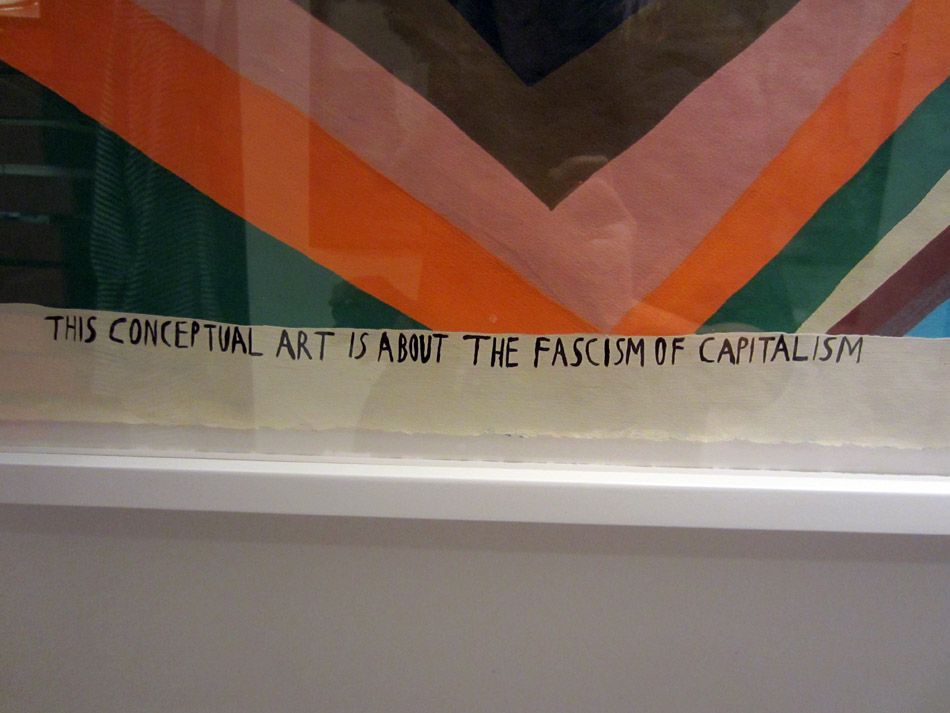 THIS CONCEPTUAL ART IS ABOUT THE FASCISM OF CAPITALISM